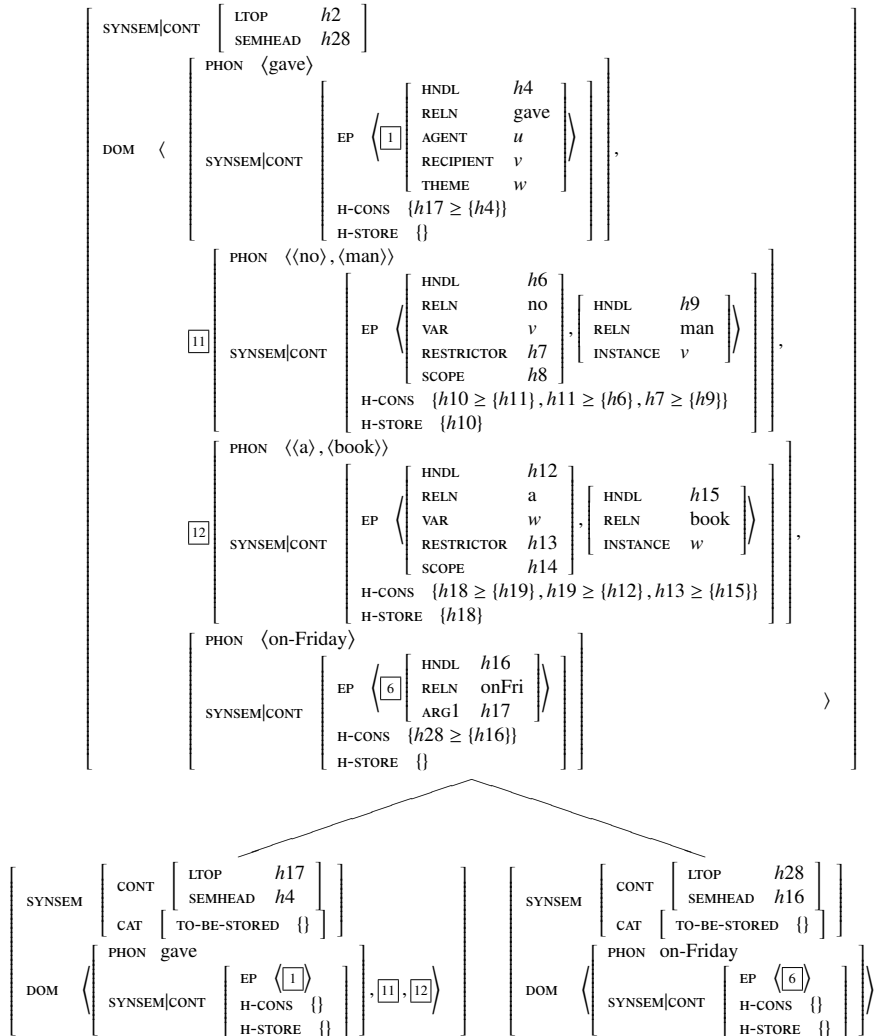 SYNSEM|CONT [ LTOP h2
SEMHEAD h28 ]
DOM ⟨ [ PHON ⟨gave⟩
SYNSEM|CONT [ EP ⟨ 1 [ HNDL h4
RELN gave
AGENT u
RECIPIENT v
THEME w ] ⟩
H-CONS {h17 ≥ {h4}}
H-STORE {} ] ] ,
11 [ PHON ⟨⟨no⟩ , ⟨man⟩⟩
SYNSEM|CONT [ EP ⟨ [ HNDL h6
RELN no
VAR v
RESTRICTOR h7
SCOPE h8 ] , [ HNDL h9
RELN man
INSTANCE v ] ⟩
H-CONS {h10 ≥ {h11} , h11 ≥ {h6} , h7 ≥ {h9}}
H-STORE {h10} ] ] ,
12 [ PHON ⟨⟨a⟩ , ⟨book⟩⟩
SYNSEM|CONT [ EP ⟨ [ HNDL h12
RELN a
VAR w
RESTRICTOR h13
SCOPE h14 ] , [ HNDL h15
RELN book
INSTANCE w ] ⟩
H-CONS {h18 ≥ {h19} , h19 ≥ {h12} , h13 ≥ {h15}}
H-STORE {h18} ] ] ,
[ PHON ⟨on-Friday⟩
SYNSEM|CONT [ EP ⟨ 6 [ HNDL h16
RELN onFri
ARG1 h17 ] ⟩
H-CONS {h28 ≥ {h16}}
H-STORE {} ] ] ⟩
SYNSEM [ CONT [ LTOP h17
SEMHEAD h4 ]
CAT [ TO-BE-STORED {} ] ]
DOM ⟨ [ PHON gave
SYNSEM|CONT [ EP ⟨ 1 ⟩
H-CONS {}
H-STORE {} ] ] , 11 , 12 ⟩
SYNSEM [ CONT [ LTOP h28
SEMHEAD h16 ]
CAT [ TO-BE-STORED {} ] ]
DOM ⟨ [ PHON on-Friday
SYNSEM|CONT [ EP ⟨ 6 ⟩
H-CONS {}
H-STORE {} ] ] ⟩